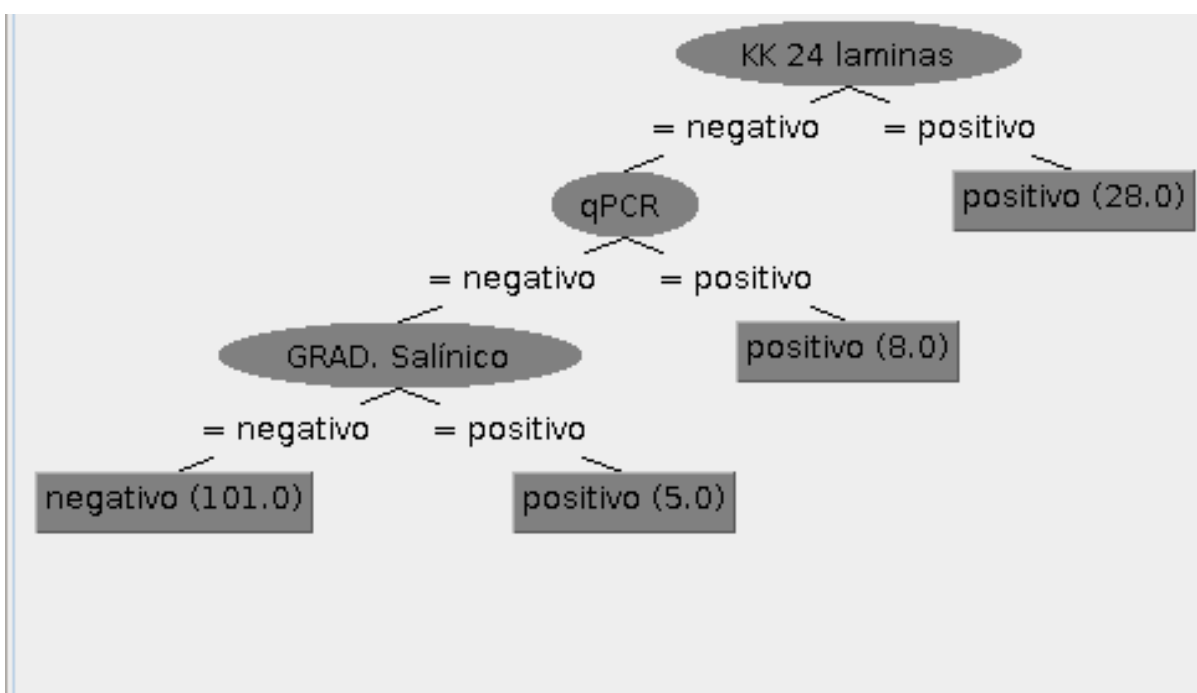 KK 24 laminas
= negativo
= positivo
qPCR
positivo (28.0)
= negativo
= positivo
GRAD. Salínico
positivo (8.0)
= negativo
= positivo
negativo (101.0)
positivo (5.0)